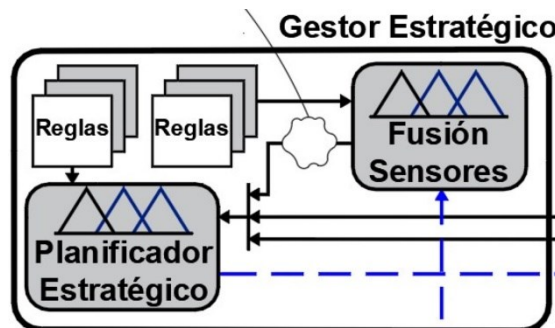 Gestor Estratégico
Reglas
Reglas
Fusión
Sensores
Planificador
Estratégico